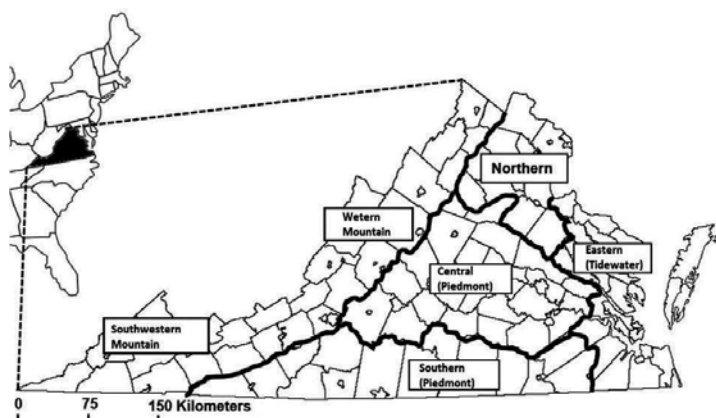 Northern
Wetern
Mountain
Eastern
(Tidewater)
Central
(Piedmont)
Southwestern
Mountain
Southern
(Piedmont)
0 75 150 Kilometers